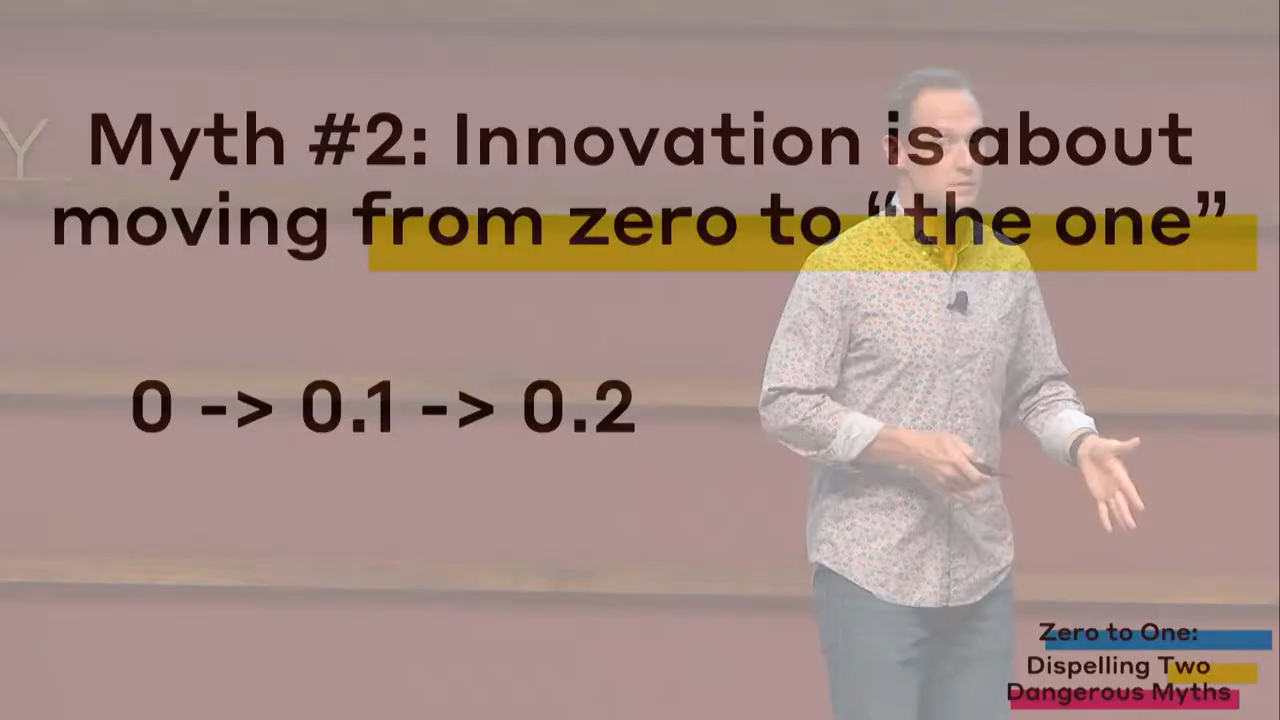 Y
Myth #2: Innovation is about
moving from zero to “the one”
0 -> 0.1 -> 0.2
Zero to One:
Dispelling Two
Dangerous Myths